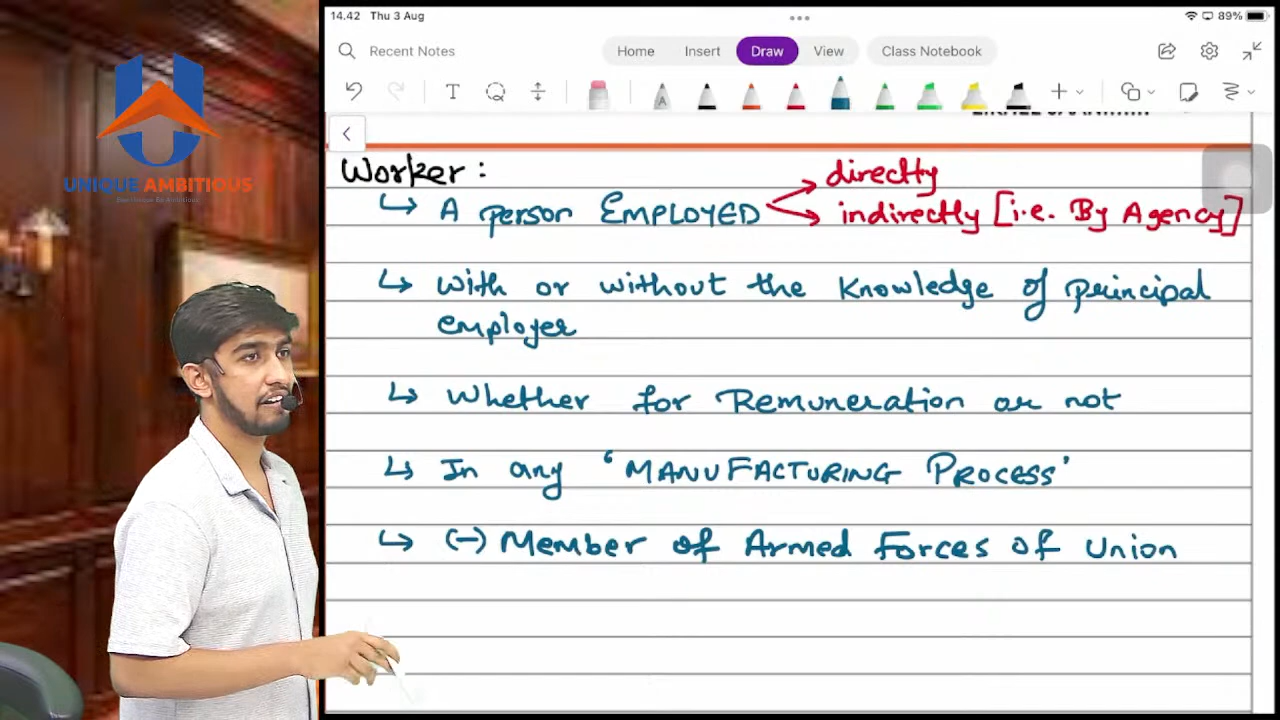 14.42 Thu 3 Aug
89%
Recent Notes
Home Insert Draw View Class Notebook
UNIQUE AMBITIOUS
Worker :
↳ A person EMPLOYED directly
indirectly [i.e. By Agency]
↳ With or without the Knowledge of principal
employer
↳ Whether for Remuneration or not
↳ In any 'MANUFACTURING PROCESS'
↳ (-) Member of Armed Forces of Union